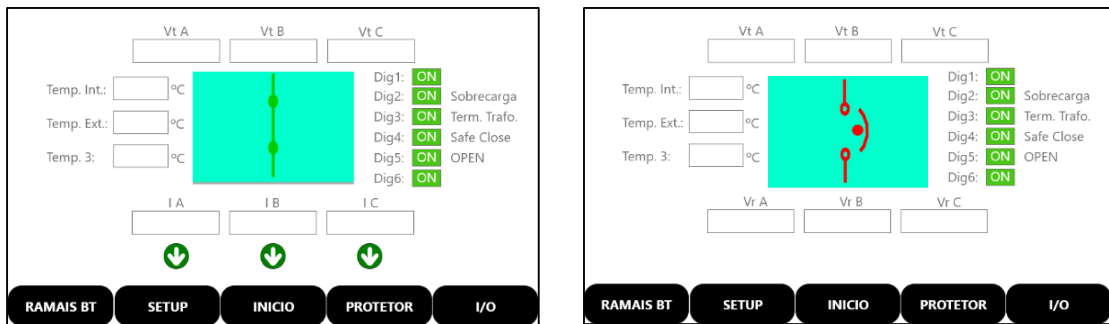 Vt A Vt B Vt C
Dig1: ON
Temp. Int.: ºC Dig2: ON Sobrecarga
Dig3: ON Term. Trafo.
Temp. Ext.: ºC Dig4: ON Safe Close
Temp. 3: ºC Dig5: ON OPEN
Dig6: ON
I A I B I C
RAMAIS BT SETUP INICIO PROTETOR I/O
Vt A Vt B Vt C
Dig1: ON
Temp. Int.: ºC Dig2: ON Sobrecarga
Dig3: ON Term. Trafo.
Temp. Ext.: ºC Dig4: ON Safe Close
Temp. 3: ºC Dig5: ON OPEN
Dig6: ON
Vr A Vr B Vr C
RAMAIS BT SETUP INICIO PROTETOR I/O